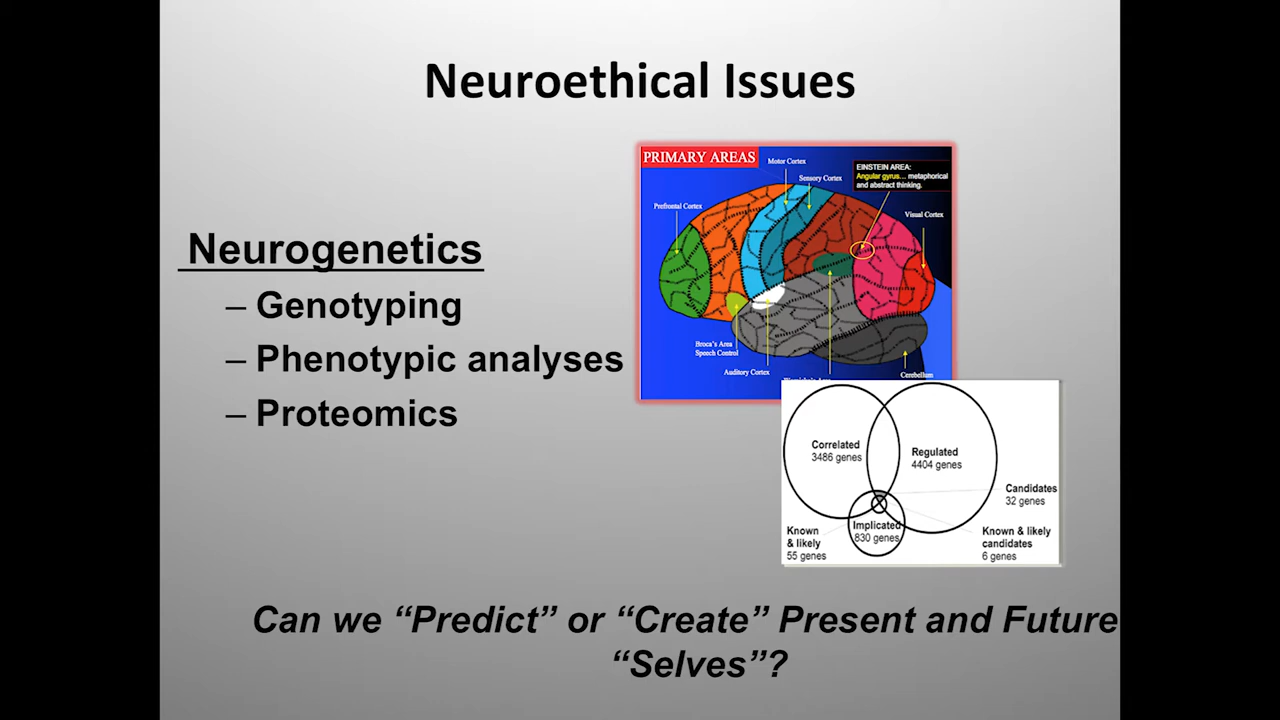 Neuroethical Issues
Neurogenetics
– Genotyping
– Phenotypic analyses
– Proteomics
PRIMARY AREAS
Motor Cortex
Sensory Cortex
EINSTEIN AREA:
Angular gyrus... metaphorical
and abstract thinking.
Prefrontal Cortex
Visual Cortex
Broca's Area
Speech Control
Auditory Cortex
Cerebellum
Correlated
3486 genes
Regulated
4404 genes
Candidates
32 genes
Implicated
830 genes
Known
& likely
55 genes
Known & likely
candidates
6 genes
Can we “Predict” or “Create” Present and Future
“Selves”?